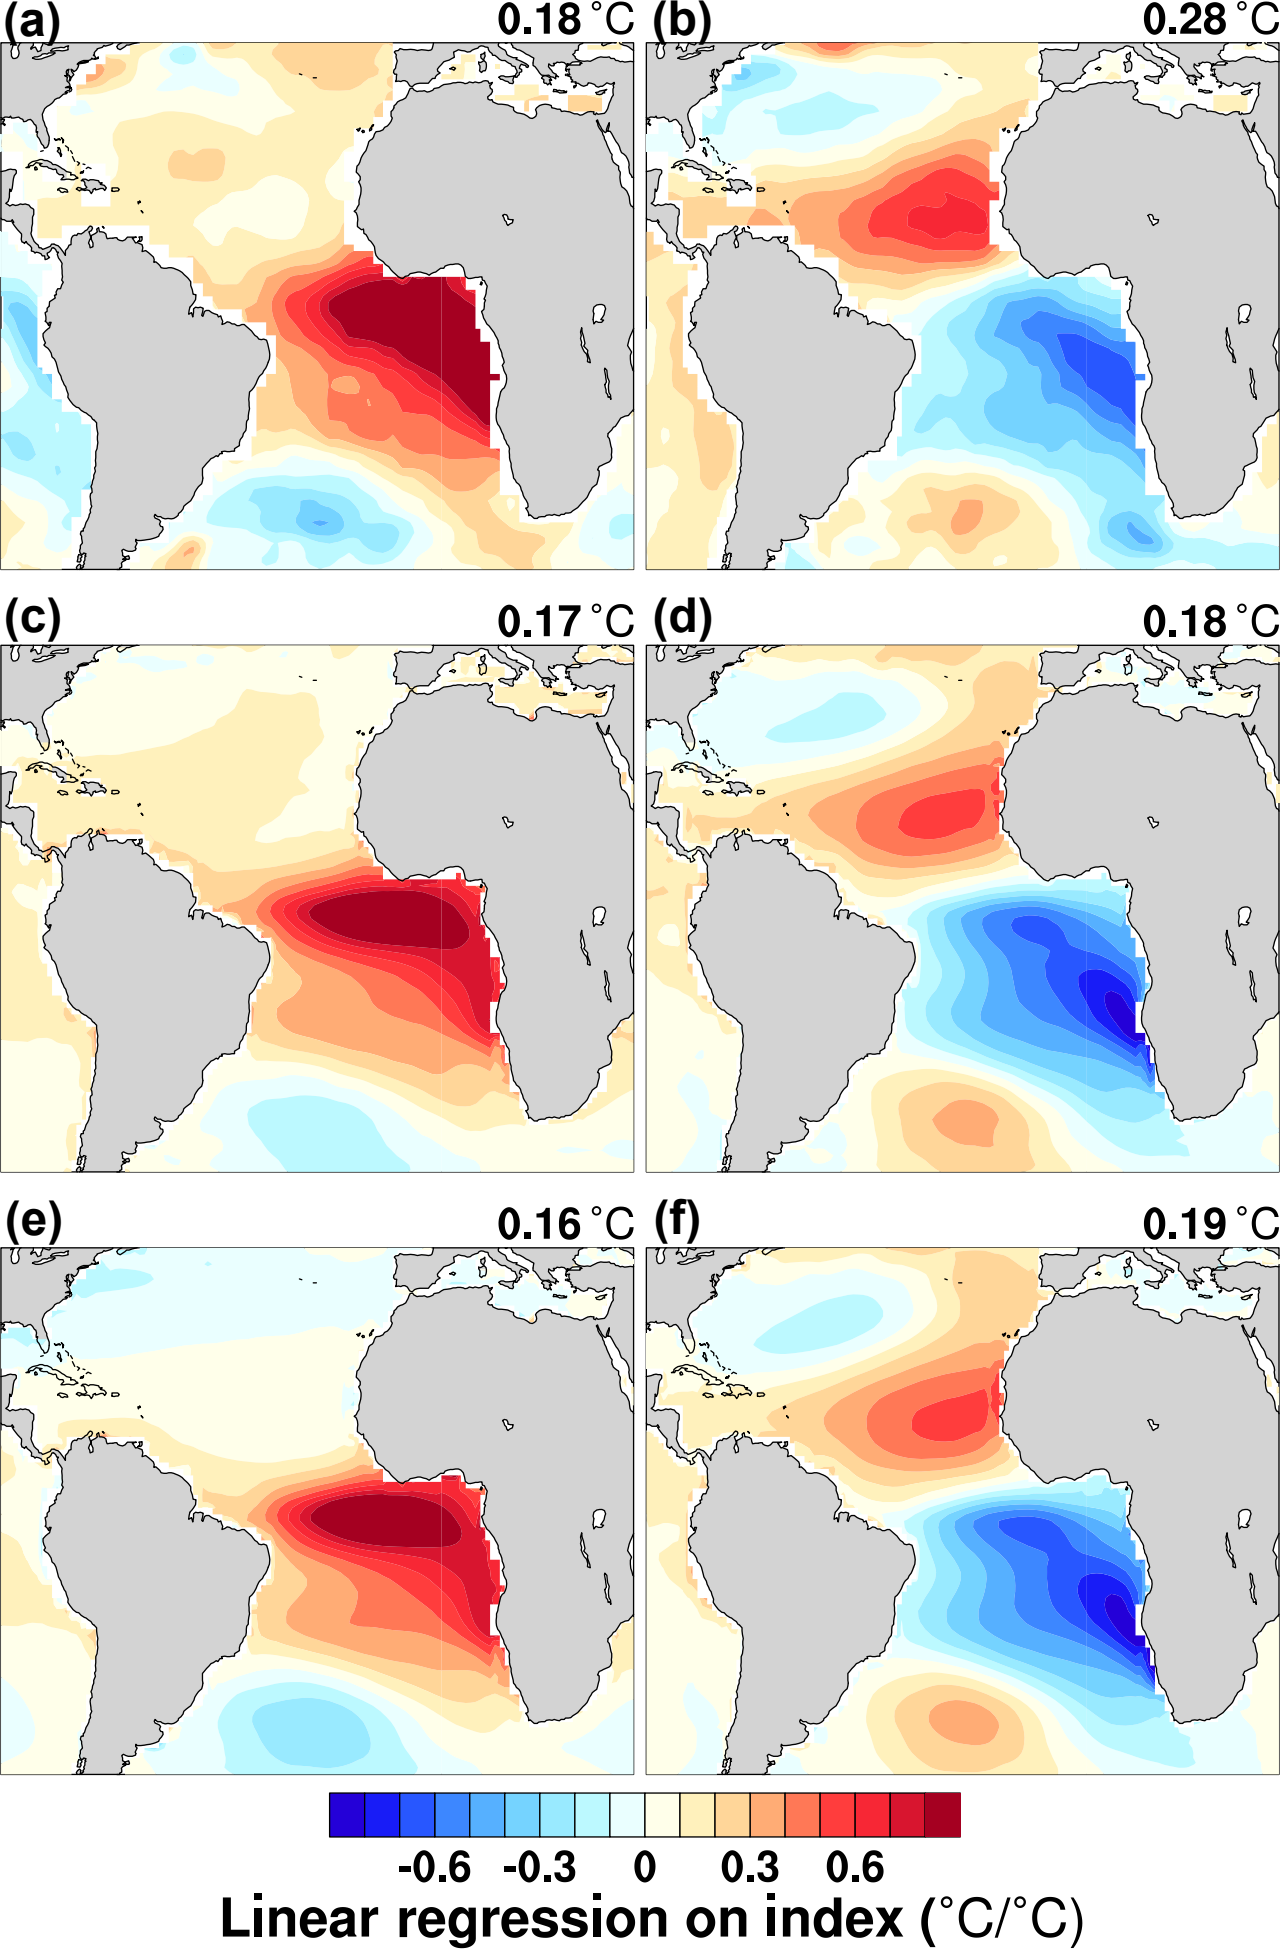 (a) 0.18 °C (b) 0.28 °C
(c) 0.17 °C (d) 0.18 °C
(e) 0.16 °C (f) 0.19 °C
-0.6 -0.3 0 0.3 0.6
Linear regression on index (°C/°C)